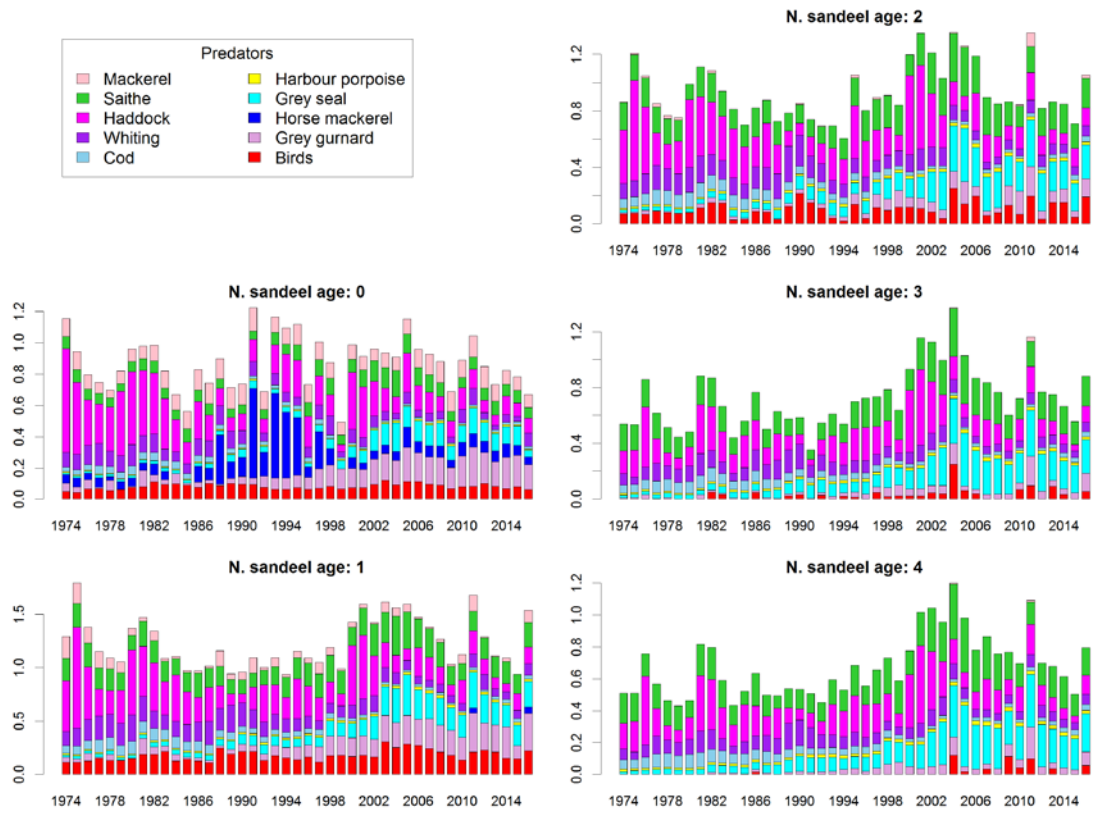 Predators
Mackerel
Saithe
Haddock
Whiting
Cod
Harbour porpoise
Grey seal
Horse mackerel
Grey gurnard
Birds
N. sandeel age: 2
0.0 0.4 0.8 1.2
1974 1978 1982 1986 1990 1994 1998 2002 2006 2010 2014
N. sandeel age: 0
0.0 0.2 0.4 0.6 0.8 1.0 1.2
1974 1978 1982 1986 1990 1994 1998 2002 2006 2010 2014
N. sandeel age: 3
0.0 0.4 0.8 1.2
1974 1978 1982 1986 1990 1994 1998 2002 2006 2010 2014
N. sandeel age: 1
0.0 0.5 1.0 1.5
1974 1978 1982 1986 1990 1994 1998 2002 2006 2010 2014
N. sandeel age: 4
0.0 0.2 0.4 0.6 0.8 1.0 1.2
1974 1978 1982 1986 1990 1994 1998 2002 2006 2010 2014